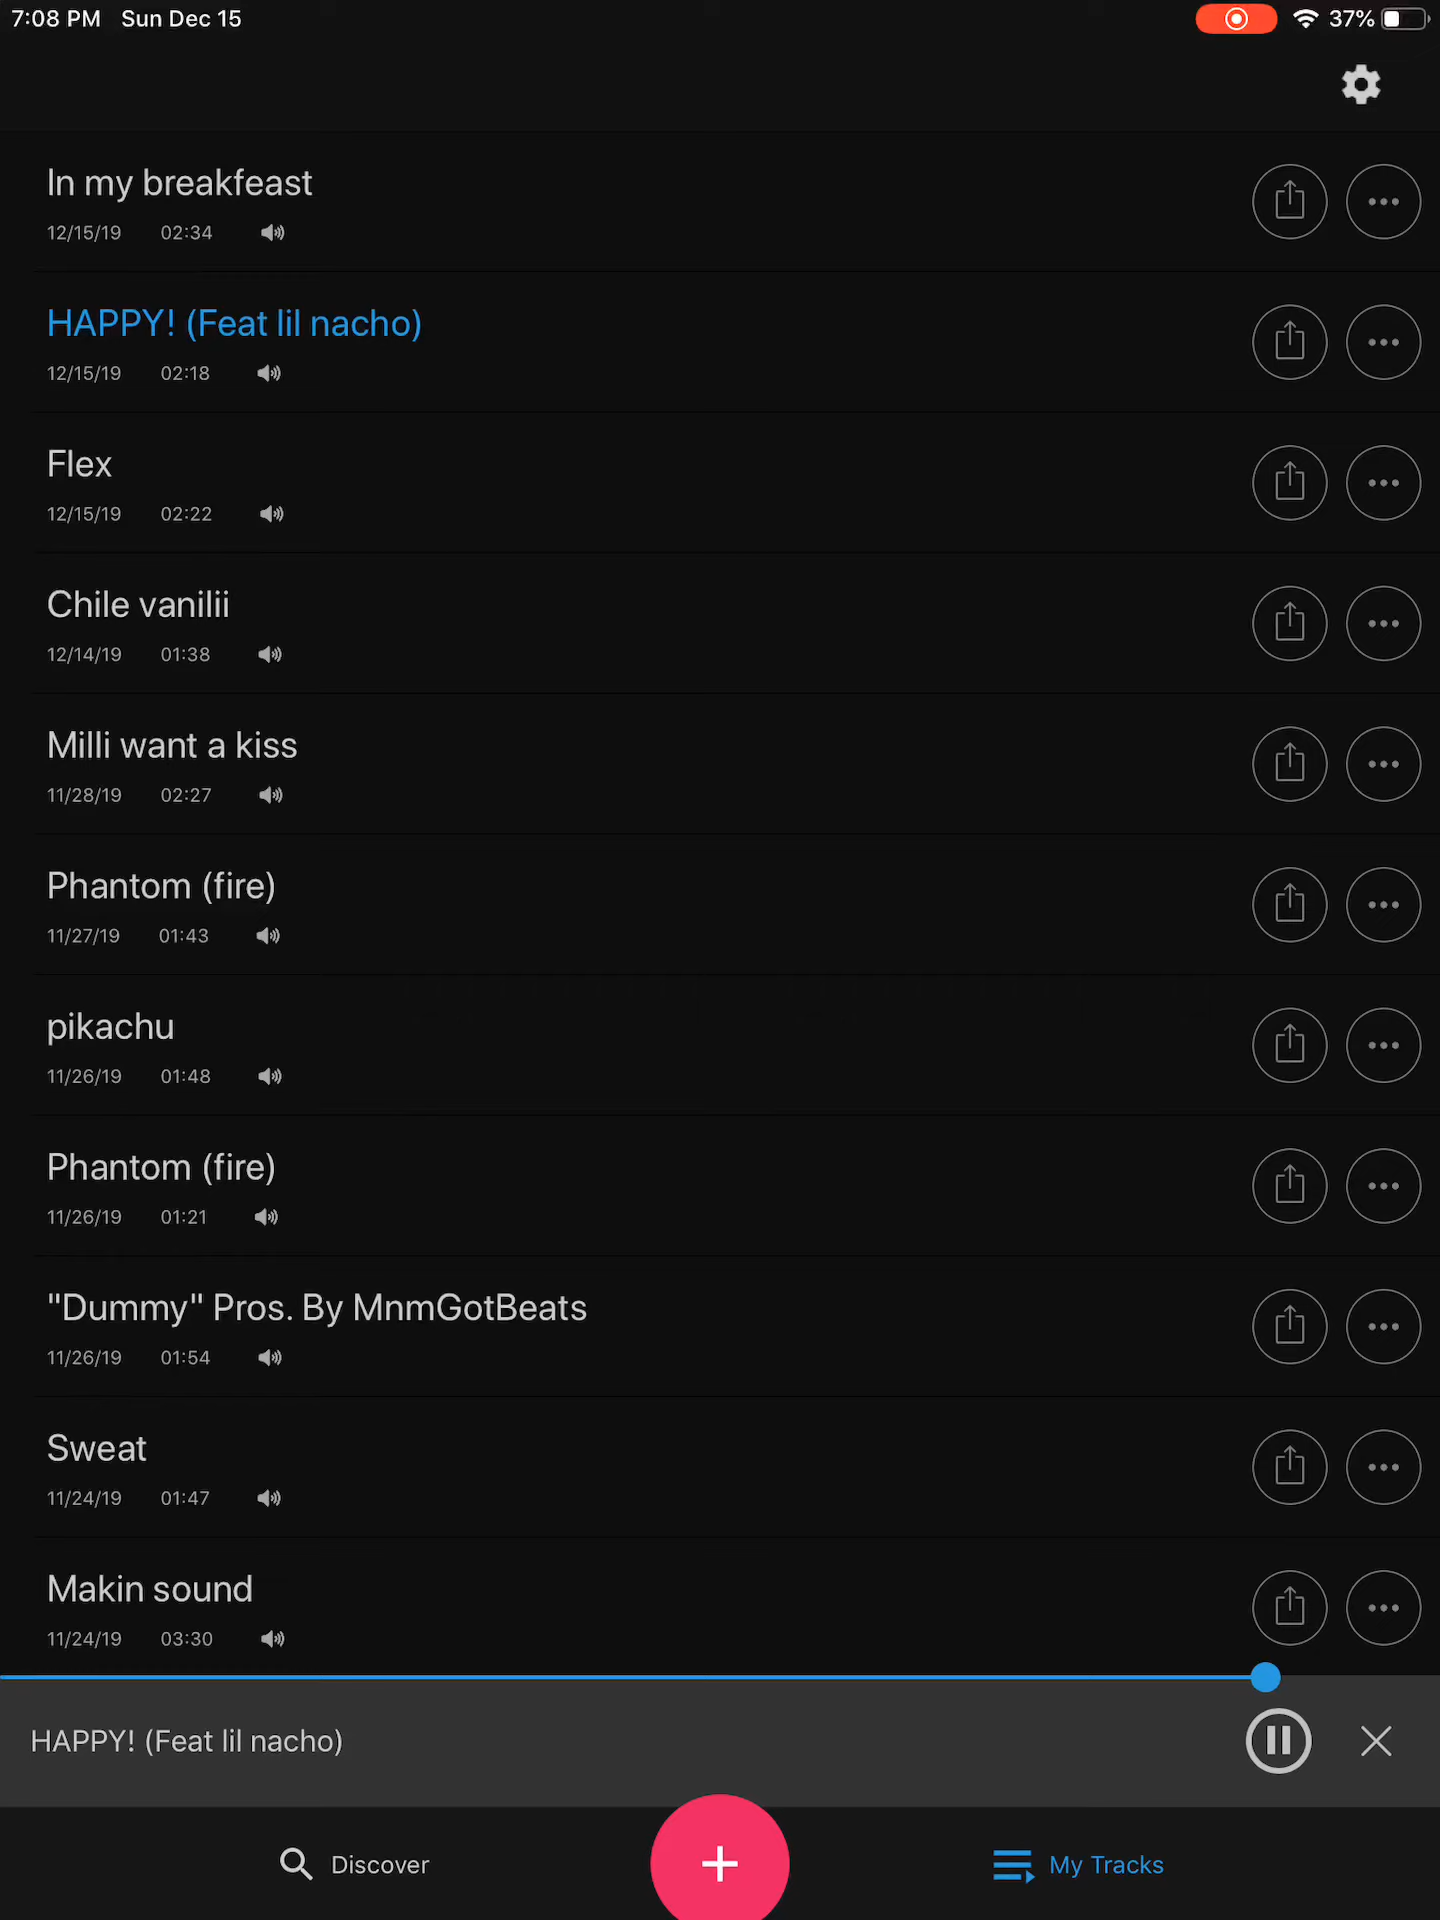 7:08 PM Sun Dec 15 37%
In my breakfeast
12/15/19 02:34
HAPPY! (Feat lil nacho)
12/15/19 02:18
Flex
12/15/19 02:22
Chile vanilii
12/14/19 01:38
Milli want a kiss
11/28/19 02:27
Phantom (fire)
11/27/19 01:43
pikachu
11/26/19 01:48
Phantom (fire)
11/26/19 01:21
"Dummy" Pros. By MnmGotBeats
11/26/19 01:54
Sweat
11/24/19 01:47
Makin sound
11/24/19 03:30
HAPPY! (Feat lil nacho)
Discover My Tracks